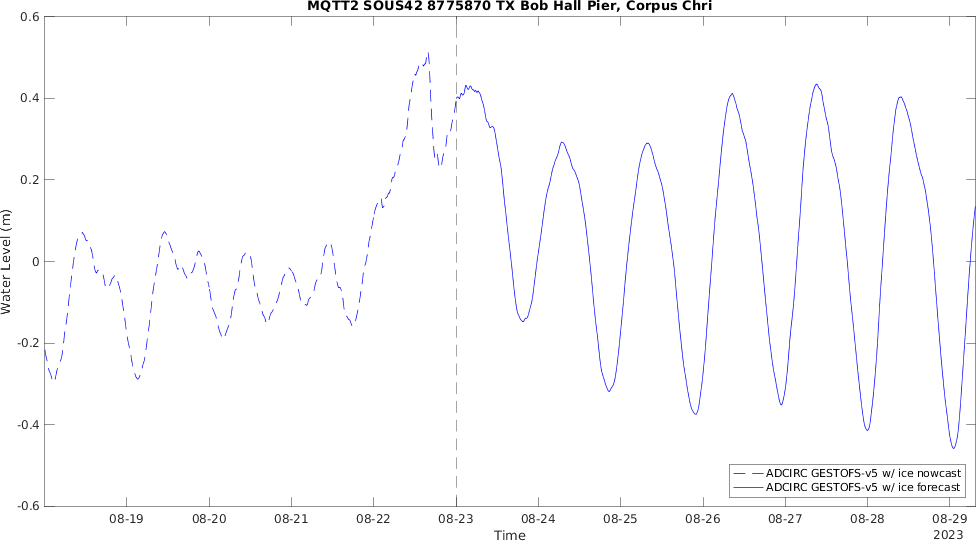 MQTT2 SOUS42 8775870 TX Bob Hall Pier, Corpus Chri
0.6
0.4
0.2
0
-0.2
-0.4
-0.6
Water Level (m)
ADCIRC GESTOFS-v5 w/ ice nowcast
ADCIRC GESTOFS-v5 w/ ice forecast
08-19 08-20 08-21 08-22 08-23 08-24 08-25 08-26 08-27 08-28 08-29
Time 2023